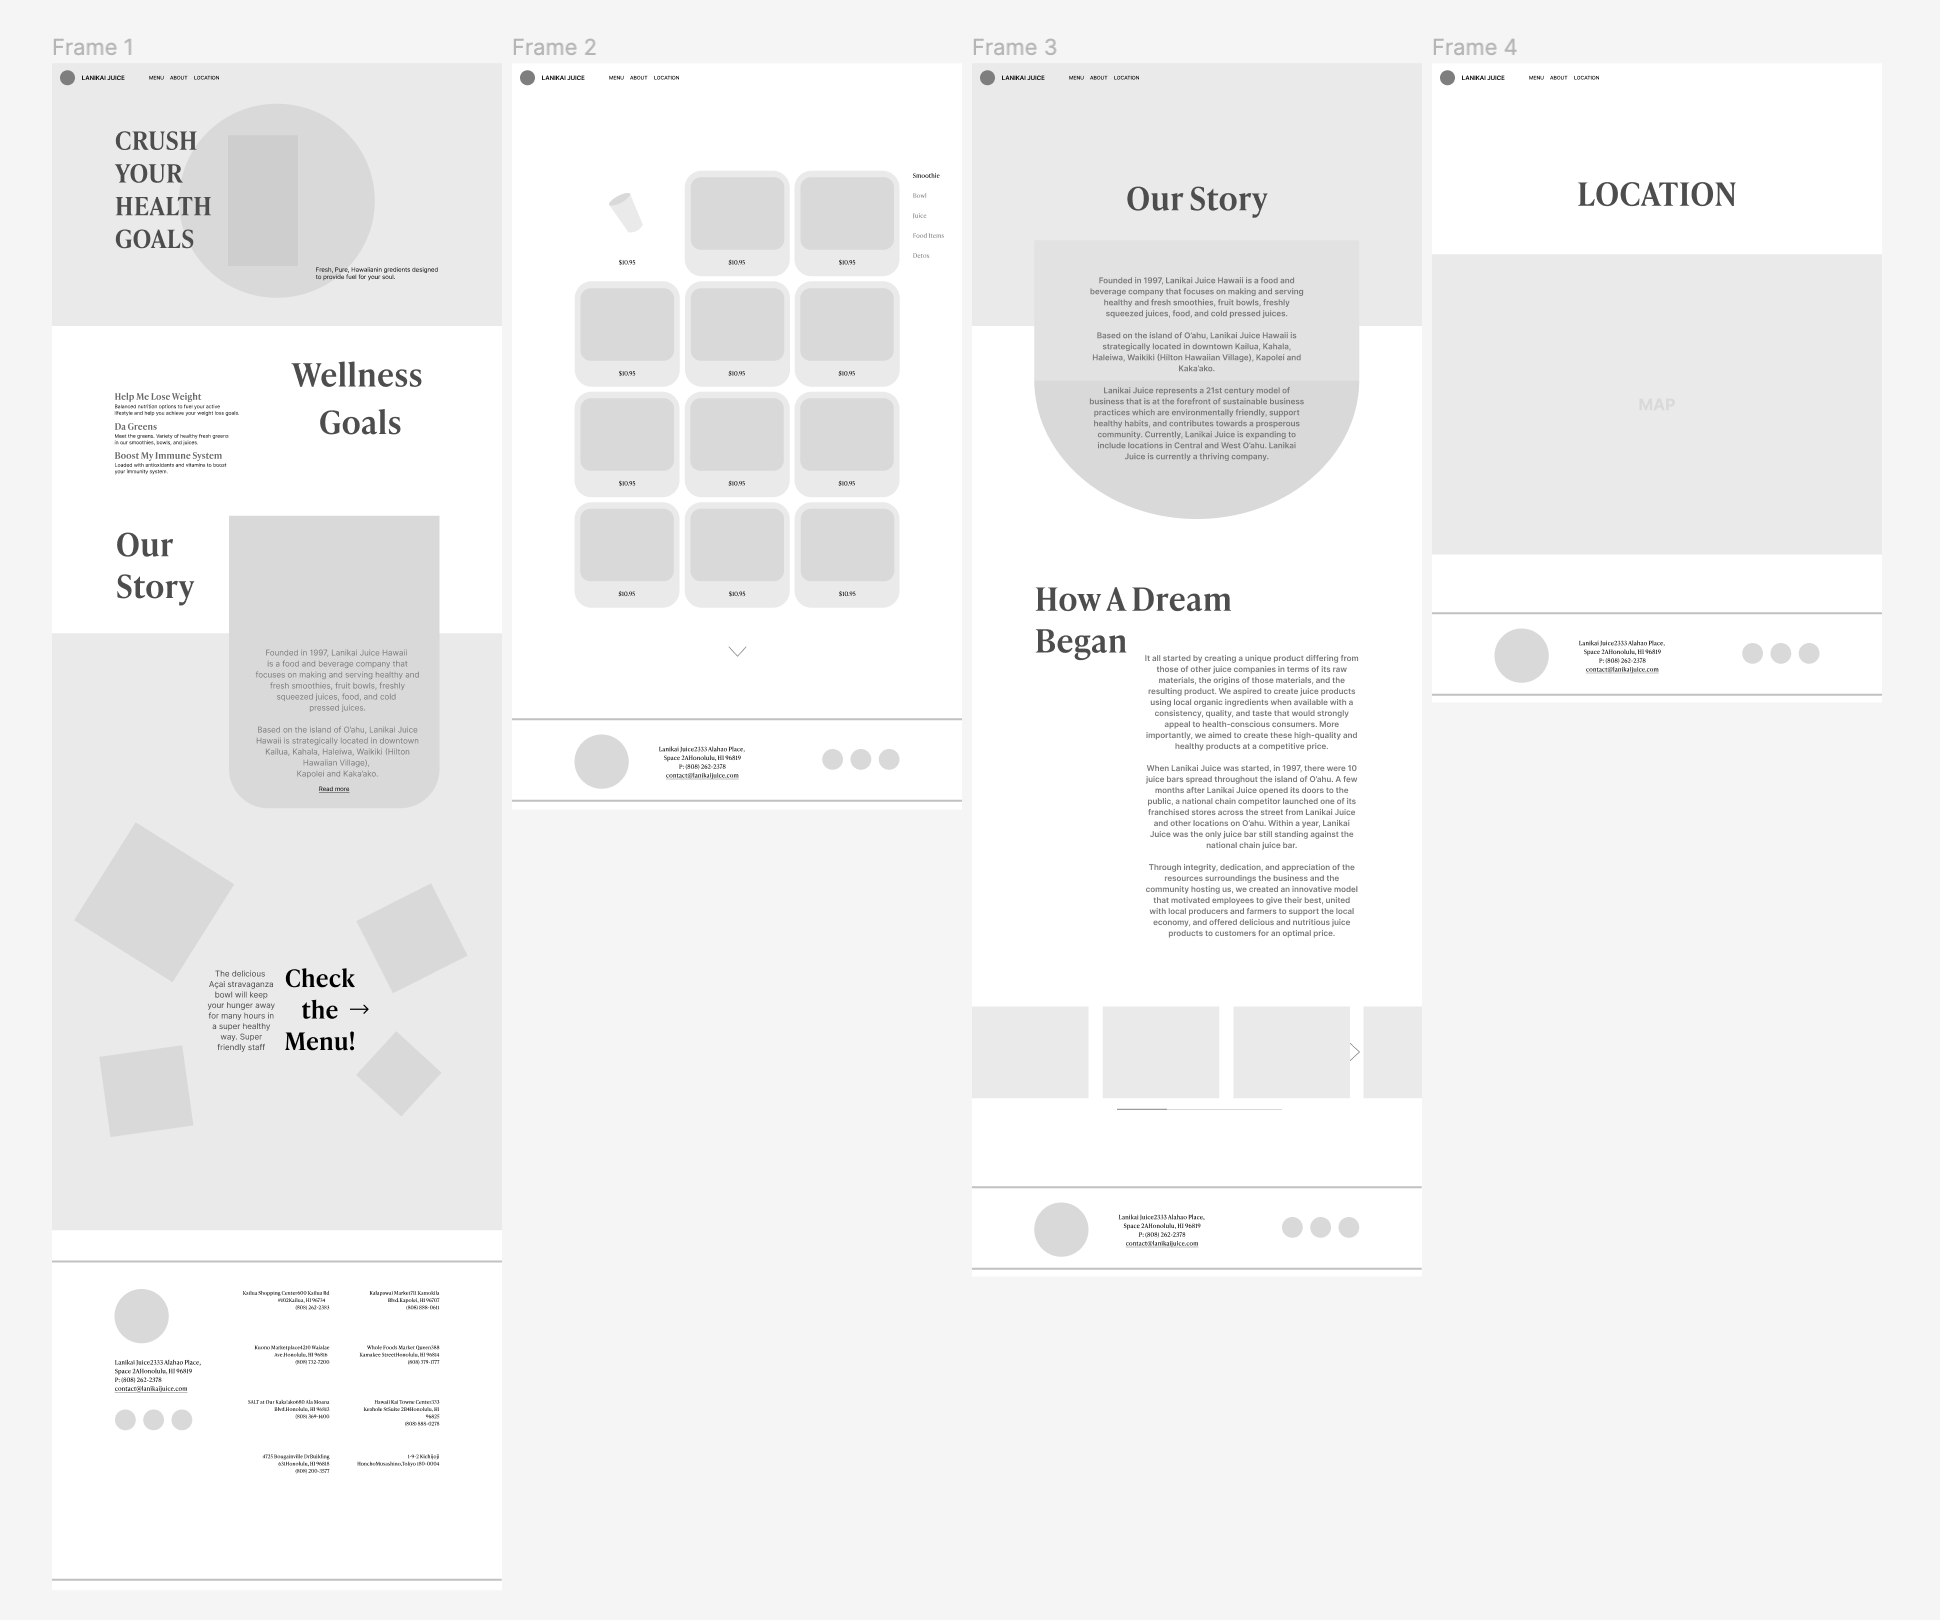 Frame 1
LANIKAI JUICE
MENU ABOUT LOCATION
CRUSH
YOUR
HEALTH
GOALS
Fresh, Pure, Hawaiianin gredients designed
to provide fuel for your soul.
Wellness
Goals
Help Me Lose Weight
Balanced nutrition options to fuel your active
lifestyle and help you achieve your weight loss goals.
Da Greens
Meet the greens. Variety of healthy fresh greens
in our smoothies, bowls, and juices.
Boost My Immune System
Loaded with antioxidants and vitamins to boost
your immunity system.
Our
Story
Founded in 1997, Lanikai Juice Hawaii
is a food and beverage company that
focuses on making and serving healthy and
fresh smoothies, fruit bowls, freshly
squeezed juices, food, and cold
pressed juices.
Based on the island of O'ahu, Lanikai Juice
Hawaii is strategically located in downtown
Kailua, Kahala, Haleiwa, Waikiki (Hilton
Hawaiian Village),
Kapolei and Kaka'ako.
Read more
The delicious
Açaí stravaganza
bowl will keep
your hunger away
for many hours in
a super healthy
way. Super
friendly staff
Check
the →
Menu!
Lanikai Juice2333 Alahao Place,
Space 2AHonolulu, HI 96819
P: (808) 262-2378
contact@lanikaijuice.com
Kailua Shopping Center600 Kailua Rd
#102Kailua, HI 96734
(808) 262-2383
Kalapawai Market711 Kamokila
Blvd.Kapolei, HI 96707
(808) 888-0611
Kuono Marketplace4210 Waialae
Ave.Honolulu, HI 96816
(808) 732-7200
Whole Foods Market Queen388
Kamakee StreetHonolulu, HI 96814
(808) 379-1777
SALT at Our Kaka'ako680 Ala Moana
Blvd.Honolulu, HI 96813
(808) 369-1400
Hawaii Kai Towne Center333
Keahole StSuite 2B4Honolulu, HI
96825
(808) 888-0278
4725 Bougainville DrBuilding
631Honolulu, HI 96818
(808) 200-3577
1-9-2 Kichijoji
HonchoMusashino,Tokyo 180-0004
Frame 2
LANIKAI JUICE
MENU ABOUT LOCATION
Smoothie
Bowl
Juice
Food Items
Detox
$10.95 $10.95 $10.95
$10.95 $10.95 $10.95
$10.95 $10.95 $10.95
$10.95 $10.95 $10.95
Lanikai Juice2333 Alahao Place,
Space 2AHonolulu, HI 96819
P: (808) 262-2378
contact@lanikaijuice.com
Frame 3
LANIKAI JUICE
MENU ABOUT LOCATION
Our Story
Founded in 1997, Lanikai Juice Hawaii is a food and
beverage company that focuses on making and serving
healthy and fresh smoothies, fruit bowls, freshly
squeezed juices, food, and cold pressed juices.
Based on the island of O'ahu, Lanikai Juice Hawaii is
strategically located in downtown Kailua, Kahala,
Haleiwa, Waikiki (Hilton Hawaiian Village), Kapolei and
Kaka'ako.
Lanikai Juice represents a 21st century model of
business that is at the forefront of sustainable business
practices which are environmentally friendly, support
healthy habits, and contributes towards a prosperous
community. Currently, Lanikai Juice is expanding to
include locations in Central and West O'ahu. Lanikai
Juice is currently a thriving company.
How A Dream
Began
It all started by creating a unique product differing from
those of other juice companies in terms of its raw
materials, the origins of those materials, and the
resulting product. We aspired to create juice products
using local organic ingredients when available with a
consistency, quality, and taste that would strongly
appeal to health-conscious consumers. More
importantly, we aimed to create these high-quality and
healthy products at a competitive price.
When Lanikai Juice was started, in 1997, there were 10
juice bars spread throughout the island of O'ahu. A few
months after Lanikai Juice opened its doors to the
public, a national chain competitor launched one of its
franchised stores across the street from Lanikai Juice
and other locations on O'ahu. Within a year, Lanikai
Juice was the only juice bar still standing against the
national chain juice bar.
Through integrity, dedication, and appreciation of the
resources surroundings the business and the
community hosting us, we created an innovative model
that motivated employees to give their best, united
with local producers and farmers to support the local
economy, and offered delicious and nutritious juice
products to customers for an optimal price.
Lanikai Juice2333 Alahao Place,
Space 2AHonolulu, HI 96819
P: (808) 262-2378
contact@lanikaijuice.com
Frame 4
LANIKAI JUICE
MENU ABOUT LOCATION
LOCATION
MAP
Lanikai Juice2333 Alahao Place,
Space 2AHonolulu, HI 96819
P: (808) 262-2378
contact@lanikaijuice.com